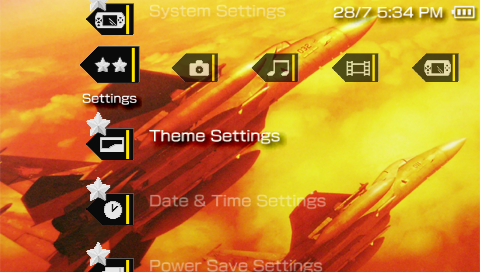 System Settings
28/7 5:34 PM
Settings
Theme Settings
Date & Time Settings
Power Save Settings